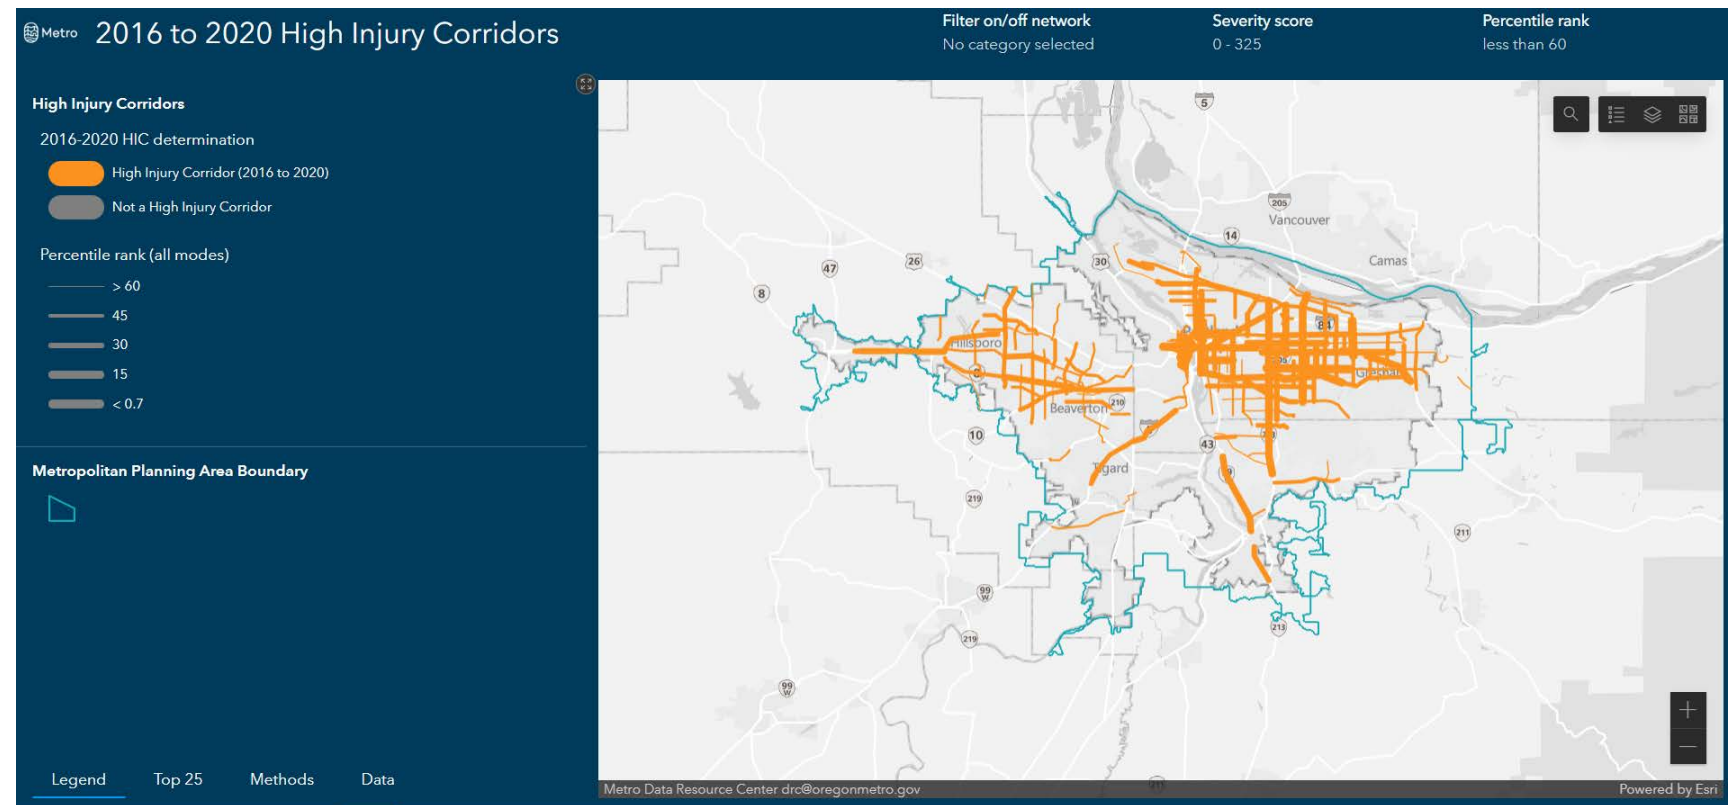 Metro
2016 to 2020 High Injury Corridors
Filter on/off network
No category selected
Severity score
0 - 325
Percentile rank
less than 60
High Injury Corridors
2016-2020 HIC determination
High Injury Corridor (2016 to 2020)
Not a High Injury Corridor
Percentile rank (all modes)
> 60
45
30
15
< 0.7
Metropolitan Planning Area Boundary
Legend
Top 25
Methods
Data
5
205
Vancouver
14
Camas
30
26
47
8
84
Hillsboro
8
Beaverton
210
10
43
Tigard
219
211
99
W
219
213
99
W
Metro Data Resource Center drc@oregonmetro.gov
Powered by Esri